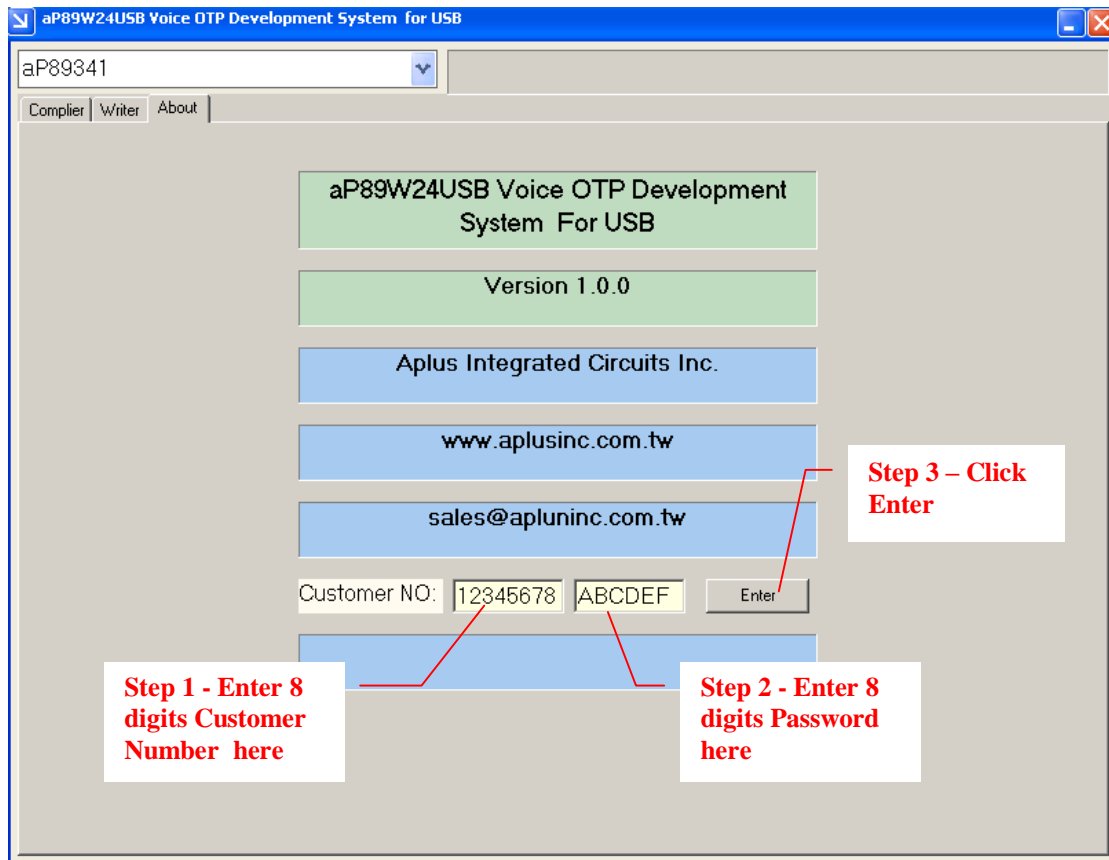 aP89W24USB Voice OTP Development System for USB
aP89341
Complier Writer About
aP89W24USB Voice OTP Development
System For USB
Version 1.0.0
Aplus Integrated Circuits Inc.
www.aplusinc.com.tw
sales@apluninc.com.tw
Step 3 – Click
Enter
Customer NO: 12345678 ABCDEF Enter
Step 1 - Enter 8
digits Customer
Number here
Step 2 - Enter 8
digits Password
here